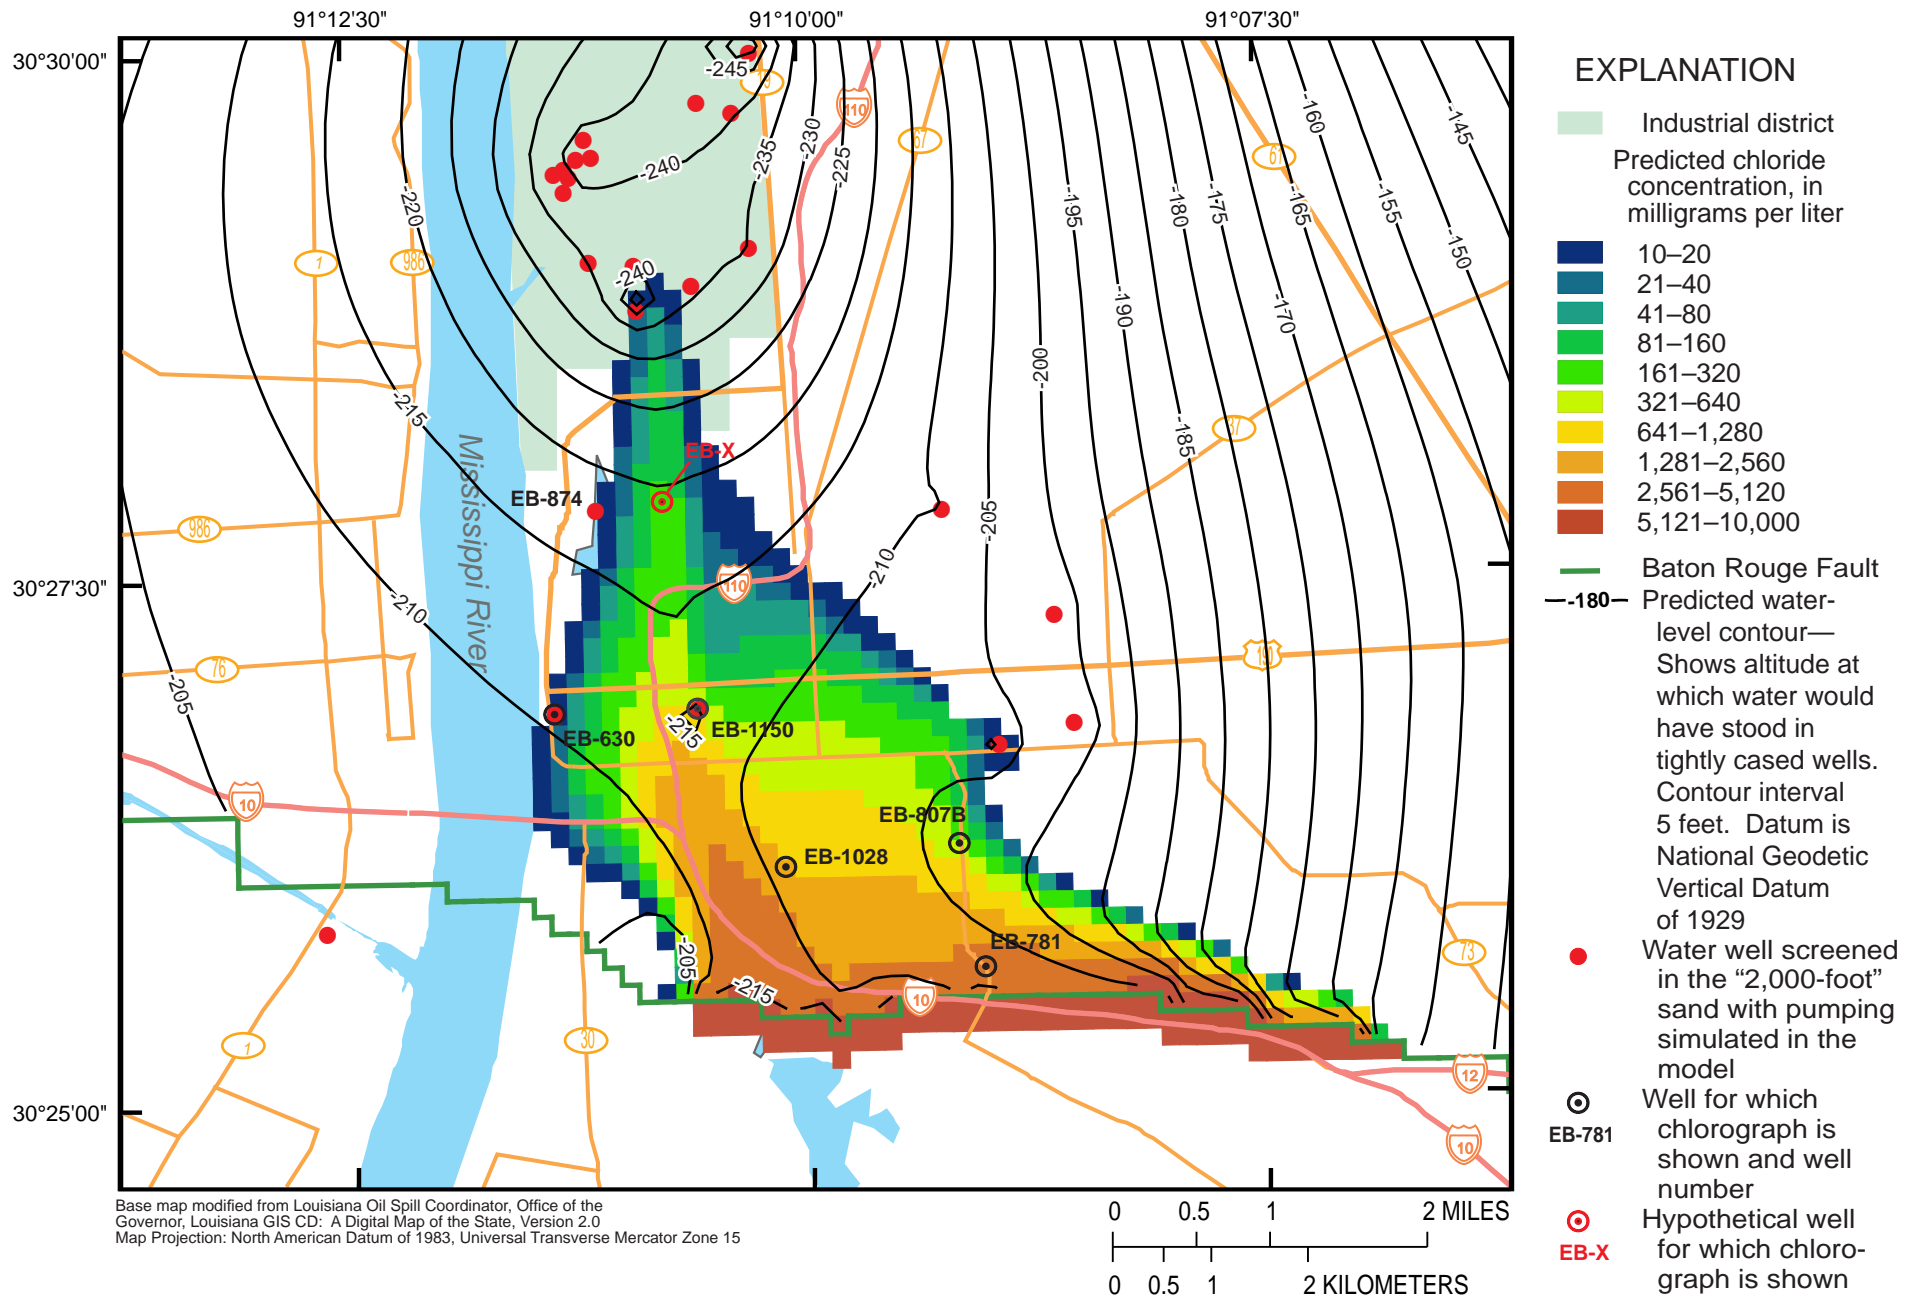 91°12'30"
91°10'00"
91°07'30"
30°30'00"
30°27'30"
30°25'00"
-245
19
110
67
61
-160
-145
-240
-235
-230
-225
-220
-195
-180
-175
-165
-155
-150
1
986
-240
-190
-170
-200
-185
-215
37
Mississippi River
EB-X
EB-874
986
-205
-210
110
-210
76
190
-205
EB-630
-215
EB-1150
10
EB-807B
EB-1028
EB-781
-205
-215
10
73
1
30
12
10
EXPLANATION
Industrial district
Predicted chloride
concentration, in
milligrams per liter
10–20
21–40
41–80
81–160
161–320
321–640
641–1,280
1,281–2,560
2,561–5,120
5,121–10,000
Baton Rouge Fault
-180 Predicted water-
level contour—
Shows altitude at
which water would
have stood in
tightly cased wells.
Contour interval
5 feet. Datum is
National Geodetic
Vertical Datum
of 1929
Water well screened
in the “2,000-foot”
sand with pumping
simulated in the
model
Well for which
EB-781 chlorograph is
shown and well
number
Hypothetical well
EB-X for which chloro-
graph is shown
Base map modified from Louisiana Oil Spill Coordinator, Office of the
Governor, Louisiana GIS CD: A Digital Map of the State, Version 2.0
Map Projection: North American Datum of 1983, Universal Transverse Mercator Zone 15
0 0.5 1 2 MILES
0 0.5 1 2 KILOMETERS